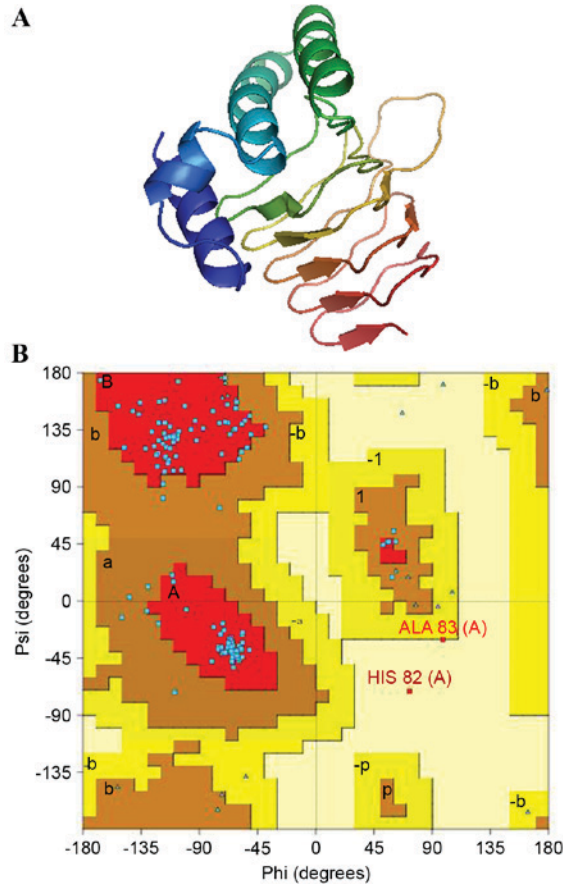 A
B
180
135
90
45
0
-45
-90
-135
Psi (degrees)
B
b
-b
-b
b
-1
1
a
A
-a
ALA 83 (A)
HIS 82 (A)
-b
b
-p
p
-b
-180 -135 -90 -45 0 45 90 135 180
Phi (degrees)